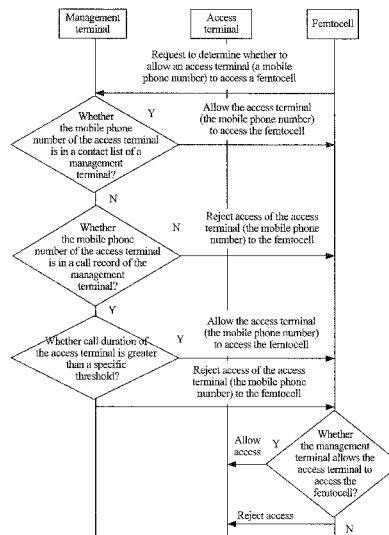 Management
terminal
Access
terminal
Femtocell
Request to determine whether to
allow an access terminal (a mobile
phone number) to access a femtocell
Whether
the mobile phone
number of the access terminal
is in a contact list of a
management
terminal?
Y
Allow the access terminal
(the mobile phone number)
to access the femtocell
N
Whether
the mobile phone
number of the access terminal
is in a call record of the
management
terminal?
N
Reject access of the access
terminal (the mobile phone
number) to the femtocell
Y
Whether call duration of
the access terminal is greater
than a specific
threshold?
Y
Allow the access terminal
(the mobile phone number)
to access the femtocell
Reject access of the access
terminal (the mobile phone
number) to the femtocell
Whether
the management
terminal allows the
access terminal to
access the
femtocell?
Y
Allow
access
Reject access
N